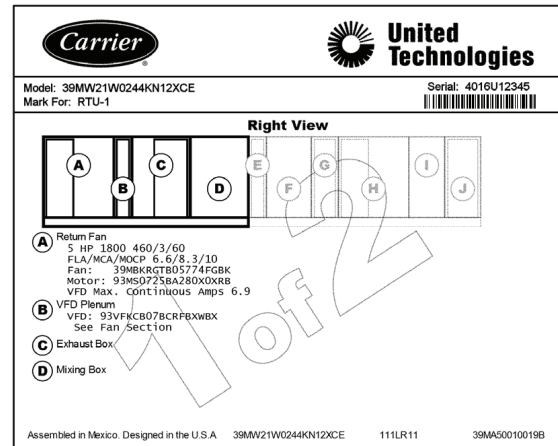 Carrier
United
Technologies
Model: 39MW21W0244KN12XCE
Serial: 4016U12345
Mark For: RTU-1
Right View
A
B
C
D
E
F
G
H
I
J
A Return Fan
5 HP 1800 460/3/60
FLA/MCA/MOCP 6.6/8.3/10
Fan: 39MBKRGTB05774FGBK
Motor: 93MS0725BA280XOXRB
VFD Max. Continuous Amps 6.9
B VFD Plenum
VFD: 93VFKCB07BCRFBXWBX
See Fan Section
C Exhaust Box
D Mixing Box
1 of 2
Assembled in Mexico. Designed in the U.S.A 39MW21W0244KN12XCE 111LR11 39MA50010019B